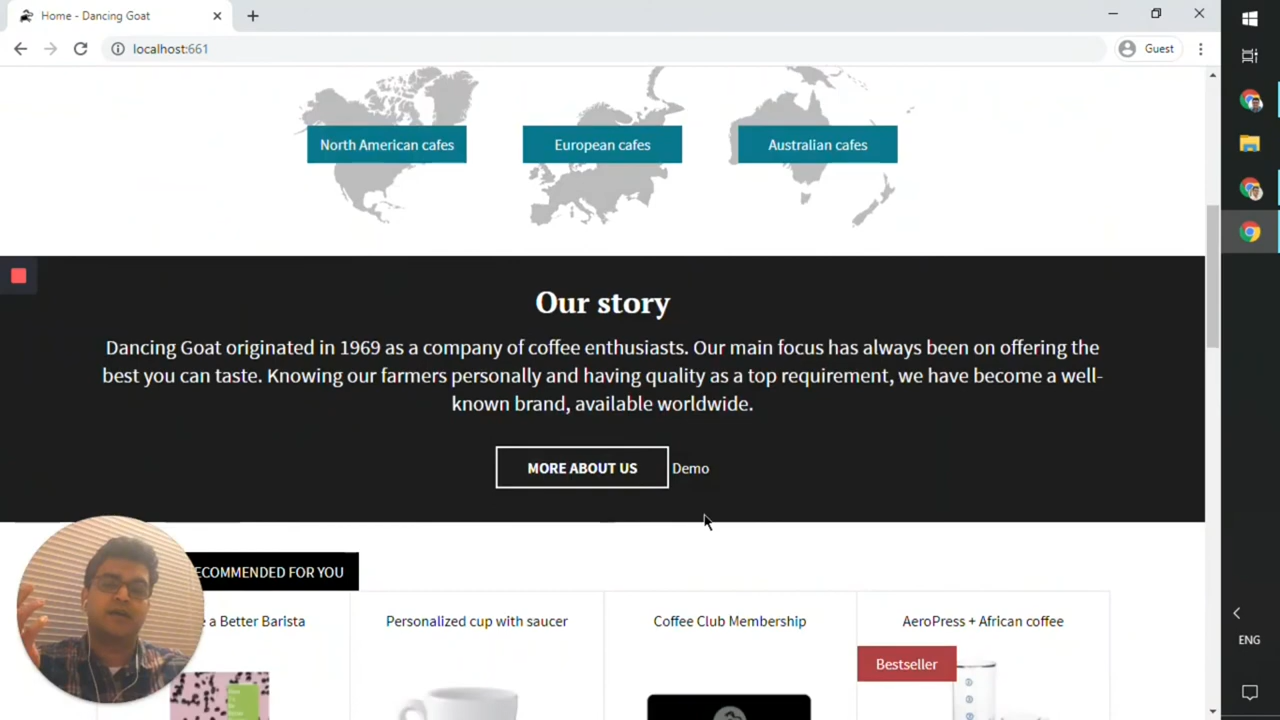 Home - Dancing Goat
localhost:661
Guest
North American cafes
European cafes
Australian cafes
Our story
Dancing Goat originated in 1969 as a company of coffee enthusiasts. Our main focus has always been on offering the
best you can taste. Knowing our farmers personally and having quality as a top requirement, we have become a well-
known brand, available worldwide.
MORE ABOUT US Demo
ECOMMENDED FOR YOU
e a Better Barista
Personalized cup with saucer
Coffee Club Membership
AeroPress + African coffee
Bestseller
ENG